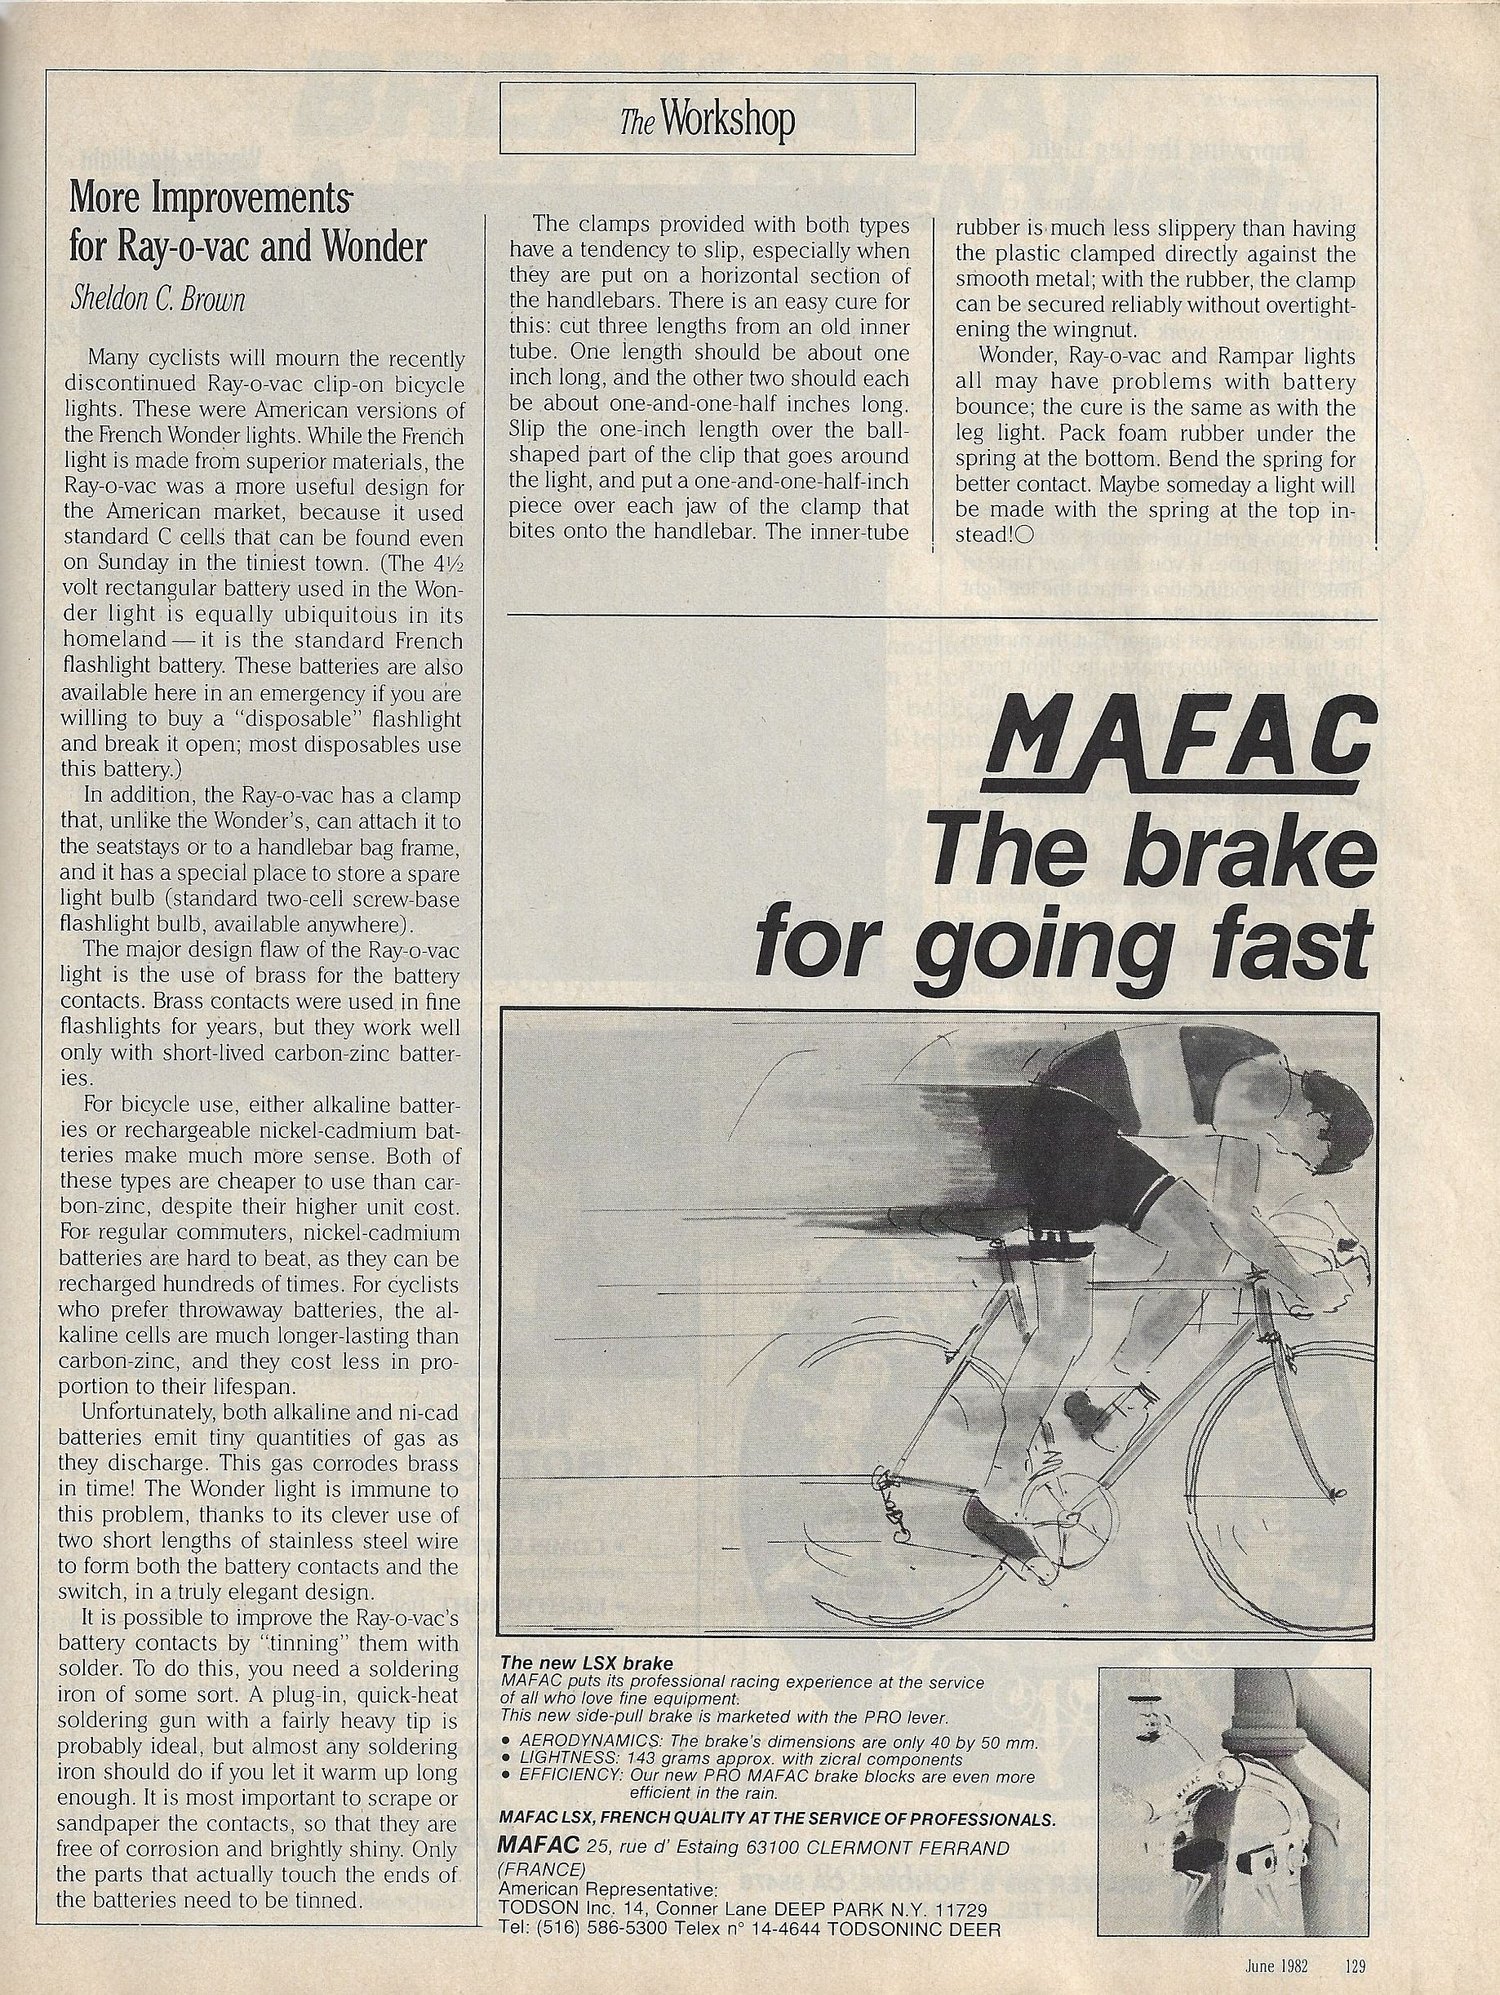 The Workshop
More Improvements
for Ray-o-vac and Wonder
Sheldon C. Brown
Many cyclists will mourn the recently
discontinued Ray-o-vac clip-on bicycle
lights. These were American versions of
the French Wonder lights. While the French
light is made from superior materials, the
Ray-o-vac was a more useful design for
the American market, because it used
standard C cells that can be found even
on Sunday in the tiniest town. (The 4½
volt rectangular battery used in the Won-
der light is equally ubiquitous in its
homeland — it is the standard French
flashlight battery. These batteries are also
available here in an emergency if you are
willing to buy a “disposable” flashlight
and break it open; most disposables use
this battery.)
In addition, the Ray-o-vac has a clamp
that, unlike the Wonder's, can attach it to
the seatstays or to a handlebar bag frame,
and it has a special place to store a spare
light bulb (standard two-cell screw-base
flashlight bulb, available anywhere).
The major design flaw of the Ray-o-vac
light is the use of brass for the battery
contacts. Brass contacts were used in fine
flashlights for years, but they work well
only with short-lived carbon-zinc batter-
ies.
For bicycle use, either alkaline batter-
ies or rechargeable nickel-cadmium bat-
teries make much more sense. Both of
these types are cheaper to use than car-
bon-zinc, despite their higher unit cost.
For regular commuters, nickel-cadmium
batteries are hard to beat, as they can be
recharged hundreds of times. For cyclists
who prefer throwaway batteries, the al-
kaline cells are much longer-lasting than
carbon-zinc, and they cost less in pro-
portion to their lifespan.
Unfortunately, both alkaline and ni-cad
batteries emit tiny quantities of gas as
they discharge. This gas corrodes brass
in time! The Wonder light is immune to
this problem, thanks to its clever use of
two short lengths of stainless steel wire
to form both the battery contacts and the
switch, in a truly elegant design.
It is possible to improve the Ray-o-vac's
battery contacts by “tinning” them with
solder. To do this, you need a soldering
iron of some sort. A plug-in, quick-heat
soldering gun with a fairly heavy tip is
probably ideal, but almost any soldering
iron should do if you let it warm up long
enough. It is most important to scrape or
sandpaper the contacts, so that they are
free of corrosion and brightly shiny. Only
the parts that actually touch the ends of
the batteries need to be tinned.
The clamps provided with both types
have a tendency to slip, especially when
they are put on a horizontal section of
the handlebars. There is an easy cure for
this: cut three lengths from an old inner
tube. One length should be about one
inch long, and the other two should each
be about one-and-one-half inches long.
Slip the one-inch length over the ball-
shaped part of the clip that goes around
the light, and put a one-and-one-half-inch
piece over each jaw of the clamp that
bites onto the handlebar. The inner-tube
rubber is much less slippery than having
the plastic clamped directly against the
smooth metal; with the rubber, the clamp
can be secured reliably without overtight-
ening the wingnut.
Wonder, Ray-o-vac and Rampar lights
all may have problems with battery
bounce; the cure is the same as with the
leg light. Pack foam rubber under the
spring at the bottom. Bend the spring for
better contact. Maybe someday a light will
be made with the spring at the top in-
stead!○
MAFAC
The brake
for going fast
The new LSX brake
MAFAC puts its professional racing experience at the service
of all who love fine equipment.
This new side-pull brake is marketed with the PRO lever.
• AERODYNAMICS: The brake's dimensions are only 40 by 50 mm.
• LIGHTNESS: 143 grams approx. with zicral components
• EFFICIENCY: Our new PRO MAFAC brake blocks are even more
efficient in the rain.
MAFAC LSX, FRENCH QUALITY AT THE SERVICE OF PROFESSIONALS.
MAFAC 25, rue d' Estaing 63100 CLERMONT FERRAND
(FRANCE)
American Representative:
TODSON Inc. 14, Conner Lane DEEP PARK N.Y. 11729
Tel: (516) 586-5300 Telex n° 14-4644 TODSONINC DEER
MAFAC
June 1982 129